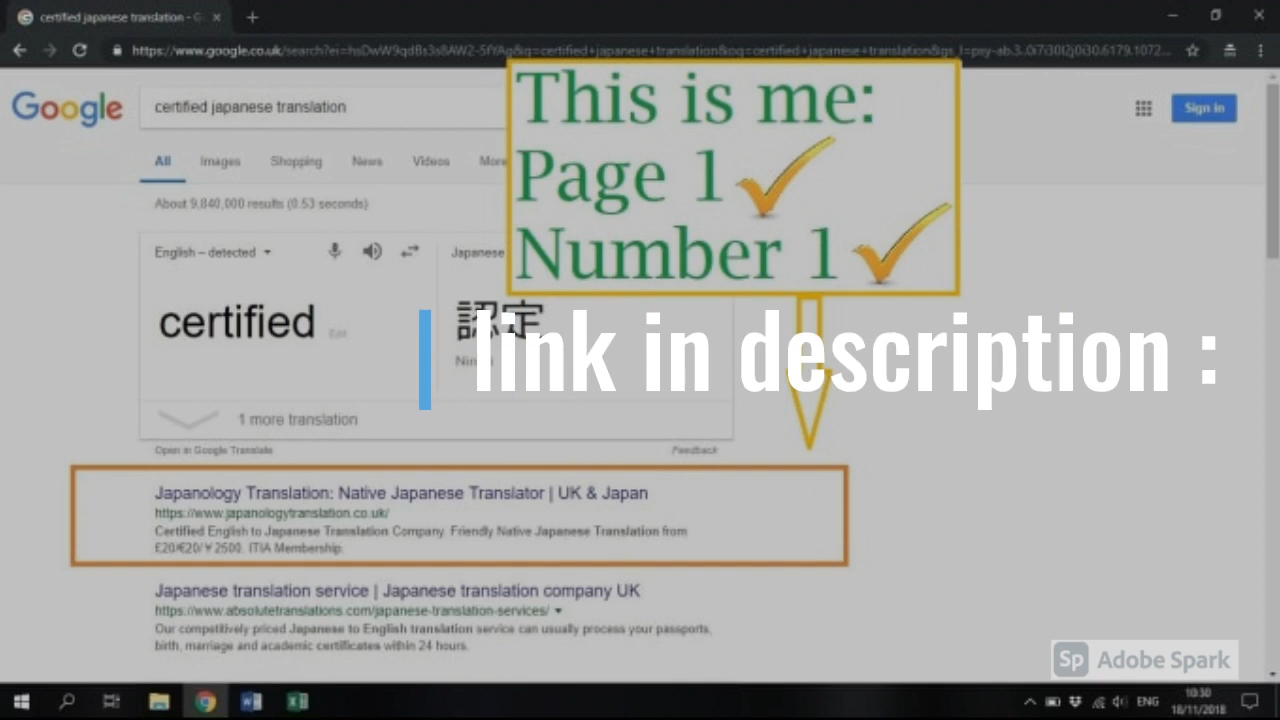 certified japanese translation - G
https://www.google.co.uk/search?ei=hsDwW9qdBs3s8AW2-5fYAg&q=certified+japanese+translation&oq=certified+japanese+translation&gs_l=psy-ab.3..0i7i30l2j0i30.6179.1072...
Google
certified japanese translation
Sign in
This is me:
Page 1
Number 1
All Images Shopping News Videos More
About 9,840,000 results (0.53 seconds)
English – detected
Japanese
certified
Edit
認定
1 more translation
Open in Google Translate
Feedback
link in description :
Japanology Translation: Native Japanese Translator | UK & Japan
https://www.japanologytranslation.co.uk/
Certified English to Japanese Translation Company. Friendly Native Japanese Translation from
£20/€20/¥2500. ITIA Membership.
Japanese translation service | Japanese translation company UK
https://www.absolutetranslations.com/japanese-translation-services/
Our competitively priced Japanese to English translation service can usually process your passports,
birth, marriage and academic certificates within 24 hours.
Sp Adobe Spark
ENG
10:30
18/11/2018